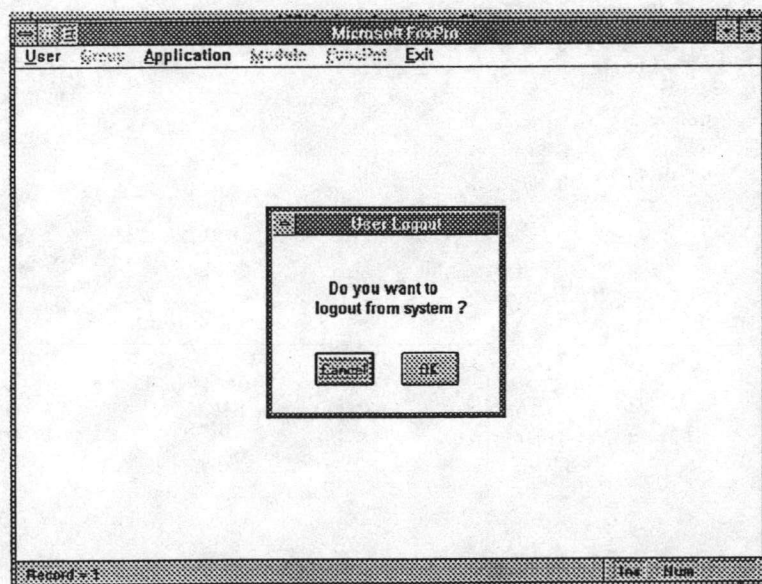 Microsoft FoxPro
User Group Application Module FuncPnt Exit
User Logout
Do you want to
logout from system ?
Cancel OK
Record = 1 Ins Num